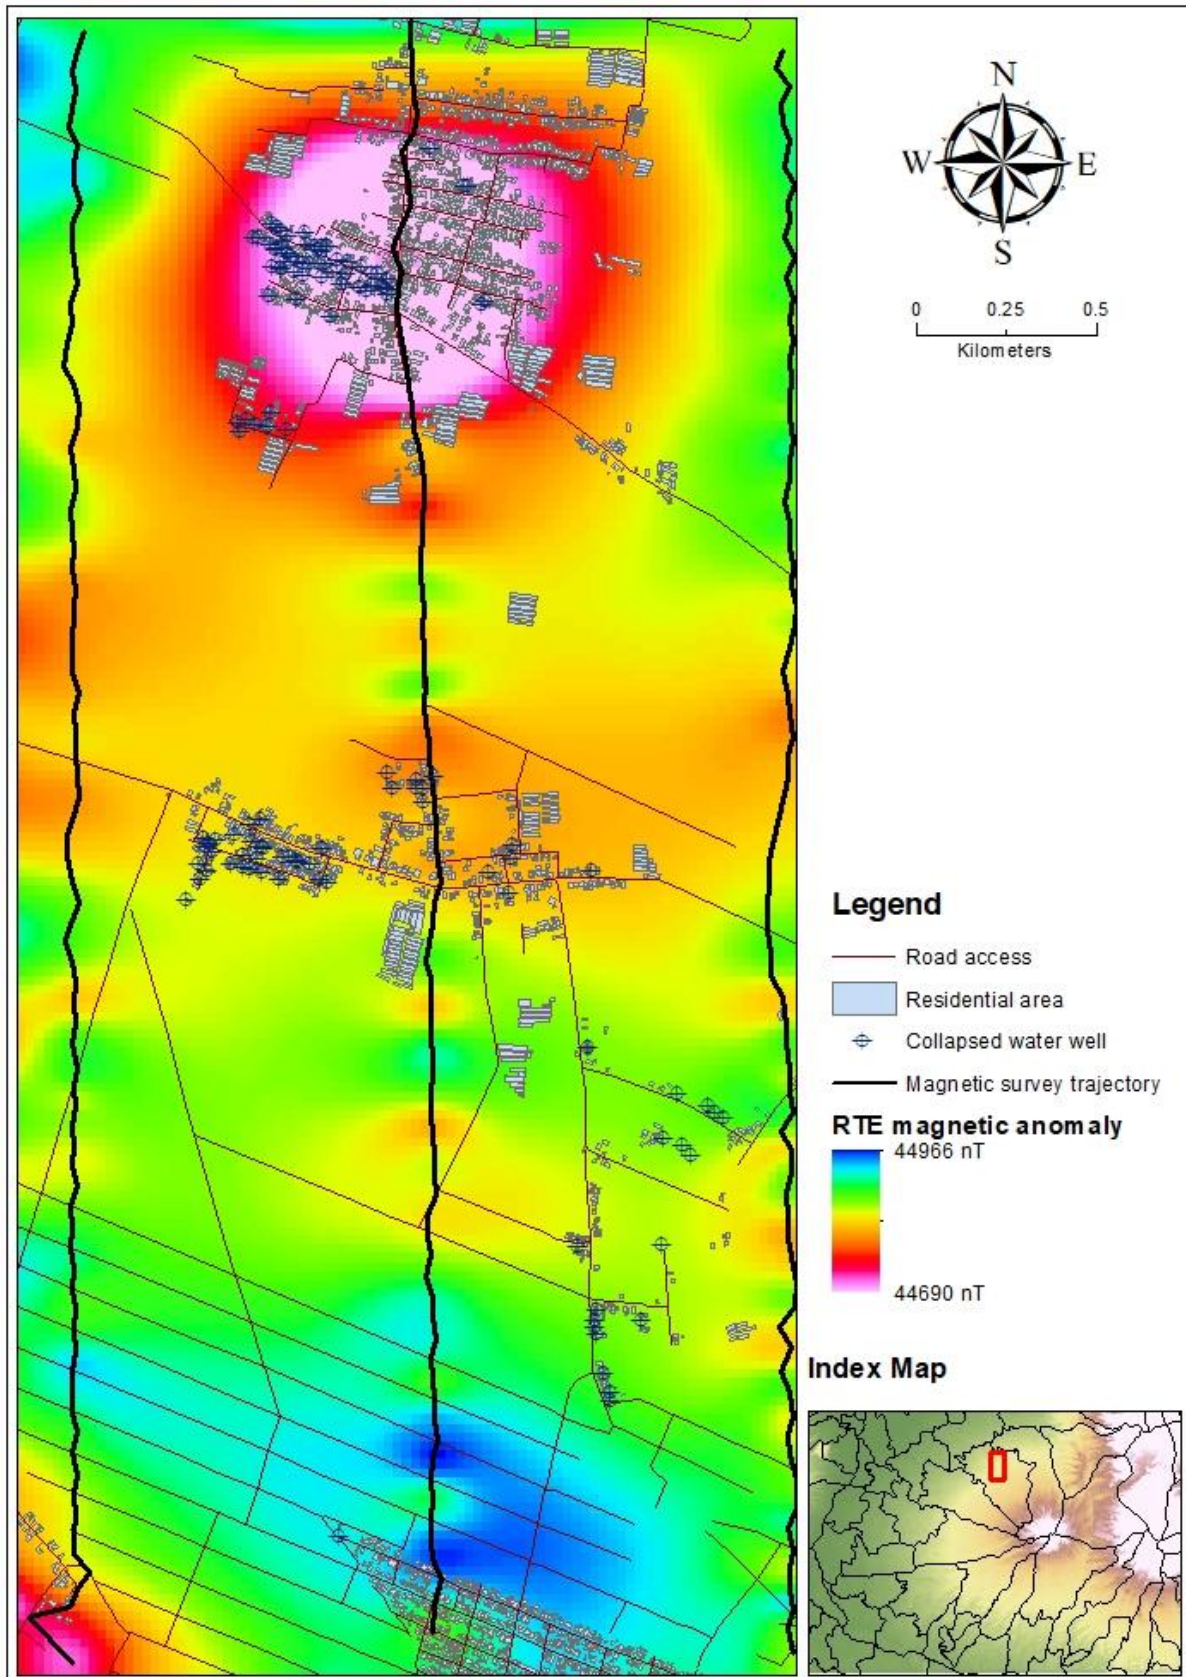 N
W E
S
0 0.25 0.5
Kilometers
Legend
Road access
Residential area
Collapsed water well
Magnetic survey trajectory
RTE magnetic anomaly
44966 nT
44690 nT
Index Map